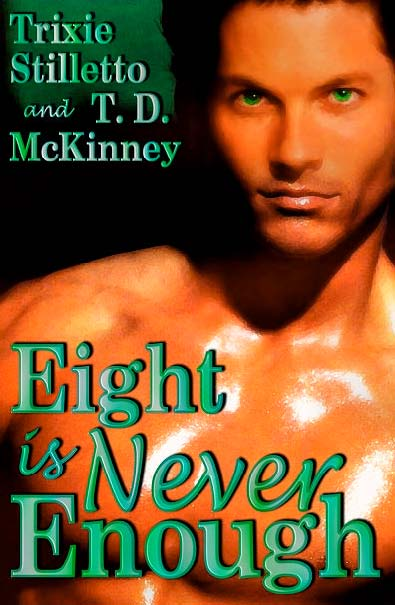 Trixie
Stilletto
and T. D.
McKinney
Eight
is Never
Enough